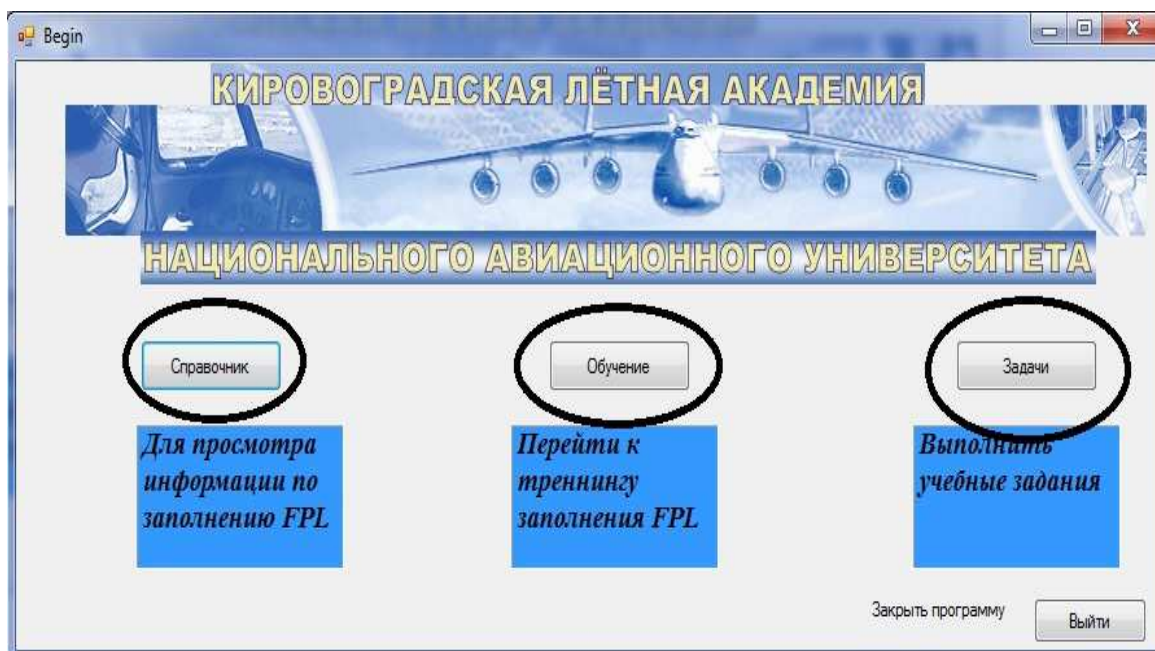 Begin
КИРОВОГРАДСКАЯ ЛЁТНАЯ АКАДЕМИЯ
НАЦИОНАЛЬНОГО АВИАЦИОННОГО УНИВЕРСИТЕТА
Справочник
Обучение
Задачи
Для просмотра
информации по
заполнению FPL
Перейти к
треннингу
заполнения FPL
Выполнить
учебные задания
Закрыть программу
Выйти